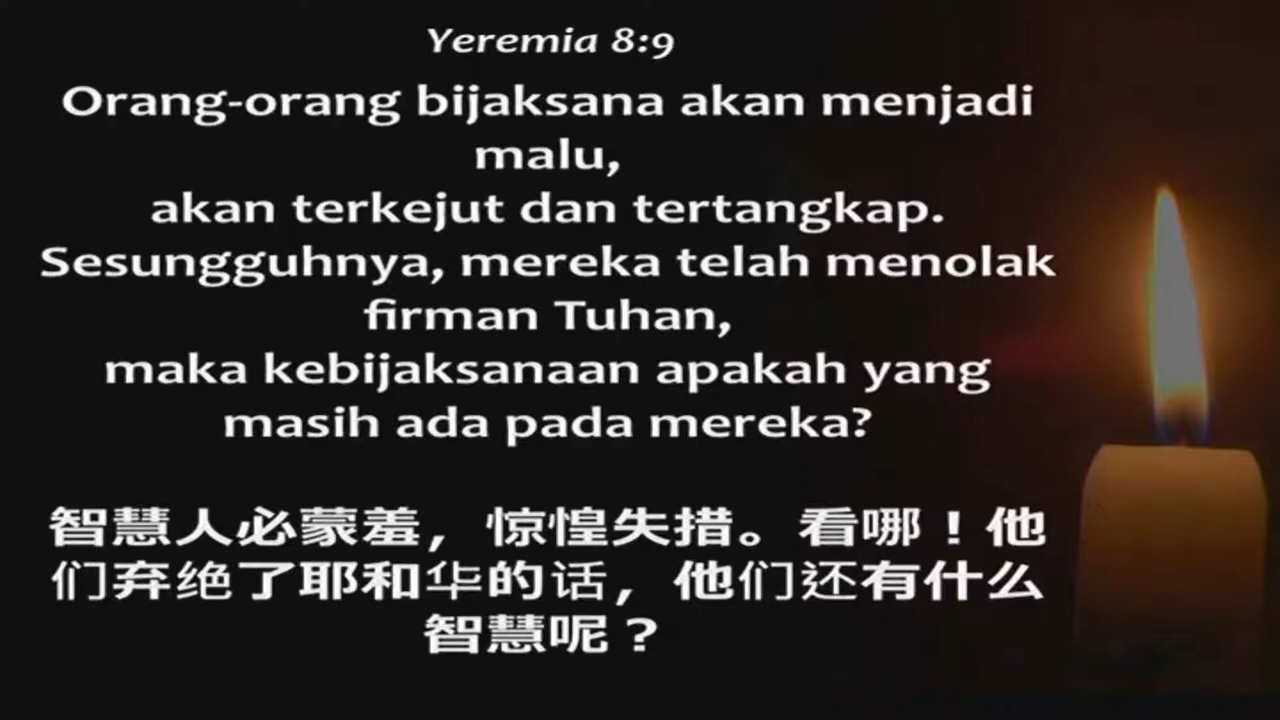 Yeremia 8:9
Orang-orang bijaksana akan menjadi
malu,
akan terkejut dan tertangkap.
Sesungguhnya, mereka telah menolak
firman Tuhan,
maka kebijaksanaan apakah yang
masih ada pada mereka?
智慧人必蒙羞，惊惶失措。看哪！他
们弃绝了耶和华的话，他们还有什么
智慧呢？